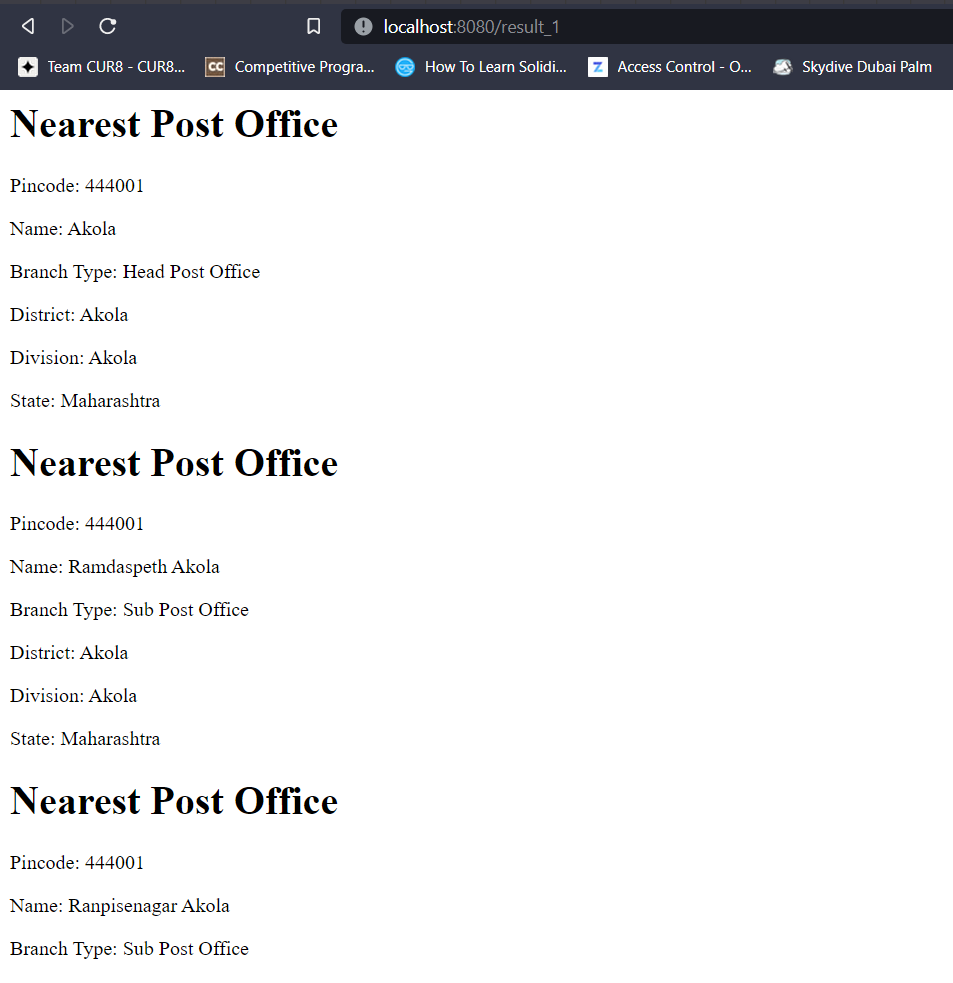 localhost:8080/result_1
Team CUR8 - CUR8... CC Competitive Progra... How To Learn Solidi... Z Access Control - O... Skydive Dubai Palm
Nearest Post Office
Pincode: 444001
Name: Akola
Branch Type: Head Post Office
District: Akola
Division: Akola
State: Maharashtra
Nearest Post Office
Pincode: 444001
Name: Ramdaspeth Akola
Branch Type: Sub Post Office
District: Akola
Division: Akola
State: Maharashtra
Nearest Post Office
Pincode: 444001
Name: Ranpisenagar Akola
Branch Type: Sub Post Office